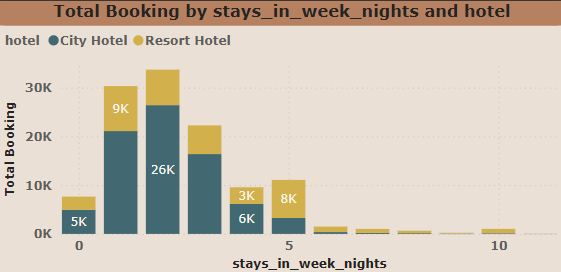 Total Booking by stays_in_week_nights and hotel
hotel City Hotel Resort Hotel
Total Booking
30K
20K
10K
0K
9K
26K
5K
3K
6K
8K
0 5 10
stays_in_week_nights